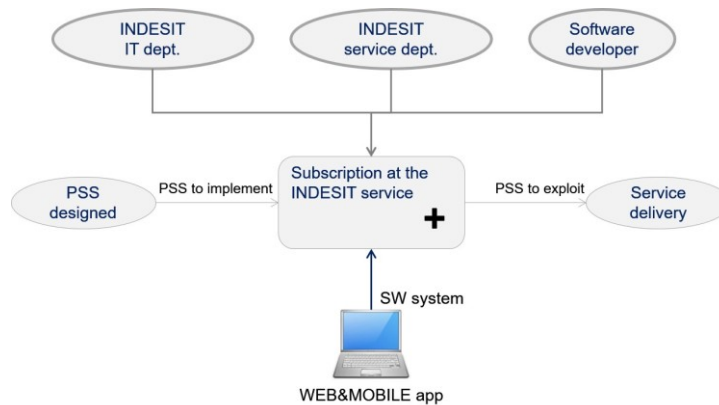 INDESIT
IT dept.
INDESIT
service dept.
Software
developer
PSS
designed
PSS to implement
Subscription at the
INDESIT service
+
PSS to exploit
Service
delivery
SW system
WEB&MOBILE app